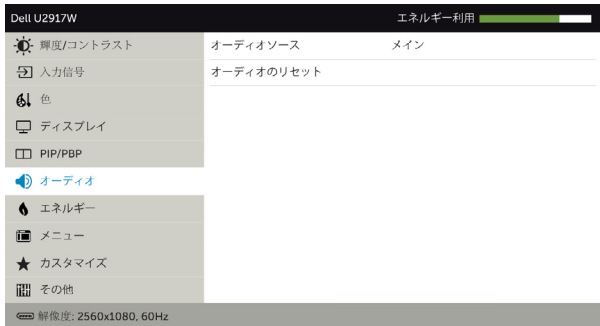 Dell U2917W エネルギー利用
輝度/コントラスト オーディオソース メイン
入力信号 オーディオのリセット
色
ディスプレイ
PIP/PBP
オーディオ
エネルギー
メニュー
カスタマイズ
その他
解像度: 2560x1080, 60Hz